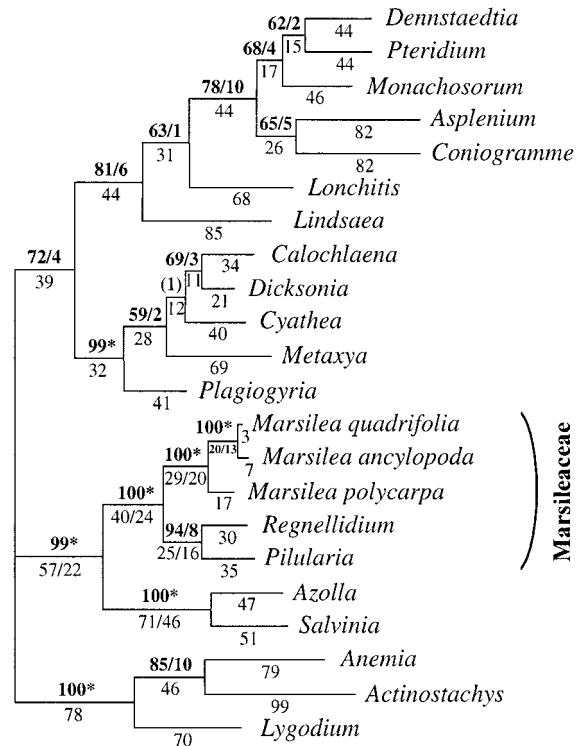 62/2
Dennstaedtia
44
68/4
15
Pteridium
44
17
Monachosorum
46
78/10
44
Asplenium
82
65/5
26
Coniogramme
82
63/1
31
Lonchitis
68
81/6
44
Lindsaea
85
72/4
39
69/3
Calochlaena
34
11
(1)
Dicksonia
21
12
59/2
28
Cyathea
40
Metaxya
69
99*
32
Plagiogyria
41
100*
Marsilea quadrifolia
3
20/13
100*
29/20
Marsilea ancylopoda
7
Marsilea polycarpa
17
100*
40/24
94/8
25/16
Regnellidium
30
Pilularia
35
Marsileaceae
99*
57/22
100*
71/46
Azolla
47
Salvinia
51
85/10
46
Anemia
79
Actinostachys
99
100*
78
Lygodium
70